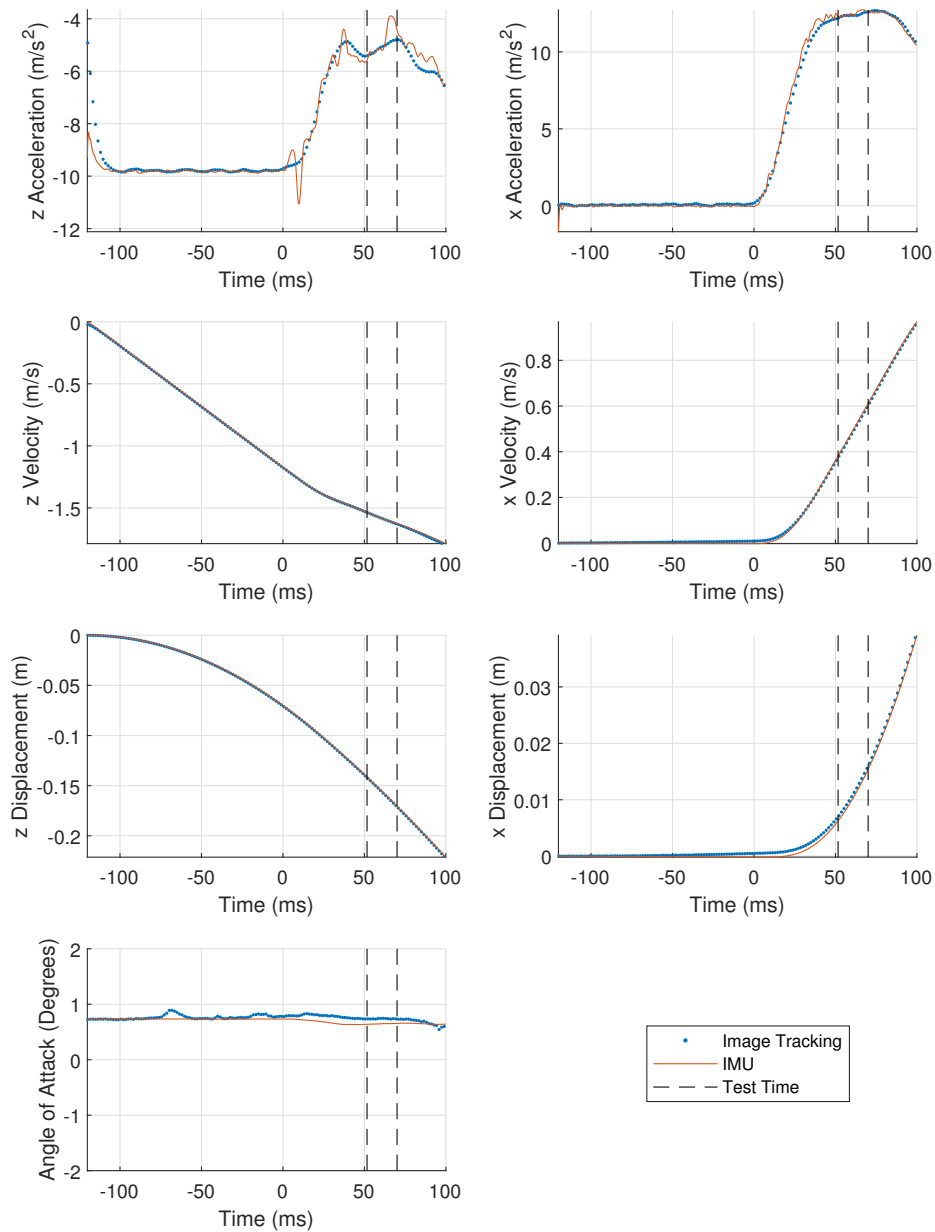 -4
-6
-8
-10
-12
z Acceleration (m/s²)
-100 -50 0 50 100
Time (ms)
10
5
0
x Acceleration (m/s²)
-100 -50 0 50 100
Time (ms)
0
-0.5
-1
-1.5
z Velocity (m/s)
-100 -50 0 50 100
Time (ms)
0.8
0.6
0.4
0.2
0
x Velocity (m/s)
-100 -50 0 50 100
Time (ms)
0
-0.05
-0.1
-0.15
-0.2
z Displacement (m)
-100 -50 0 50 100
Time (ms)
0.03
0.02
0.01
0
x Displacement (m)
-100 -50 0 50 100
Time (ms)
2
1
0
-1
-2
Angle of Attack (Degrees)
-100 -50 0 50 100
Time (ms)
Image Tracking
IMU
Test Time